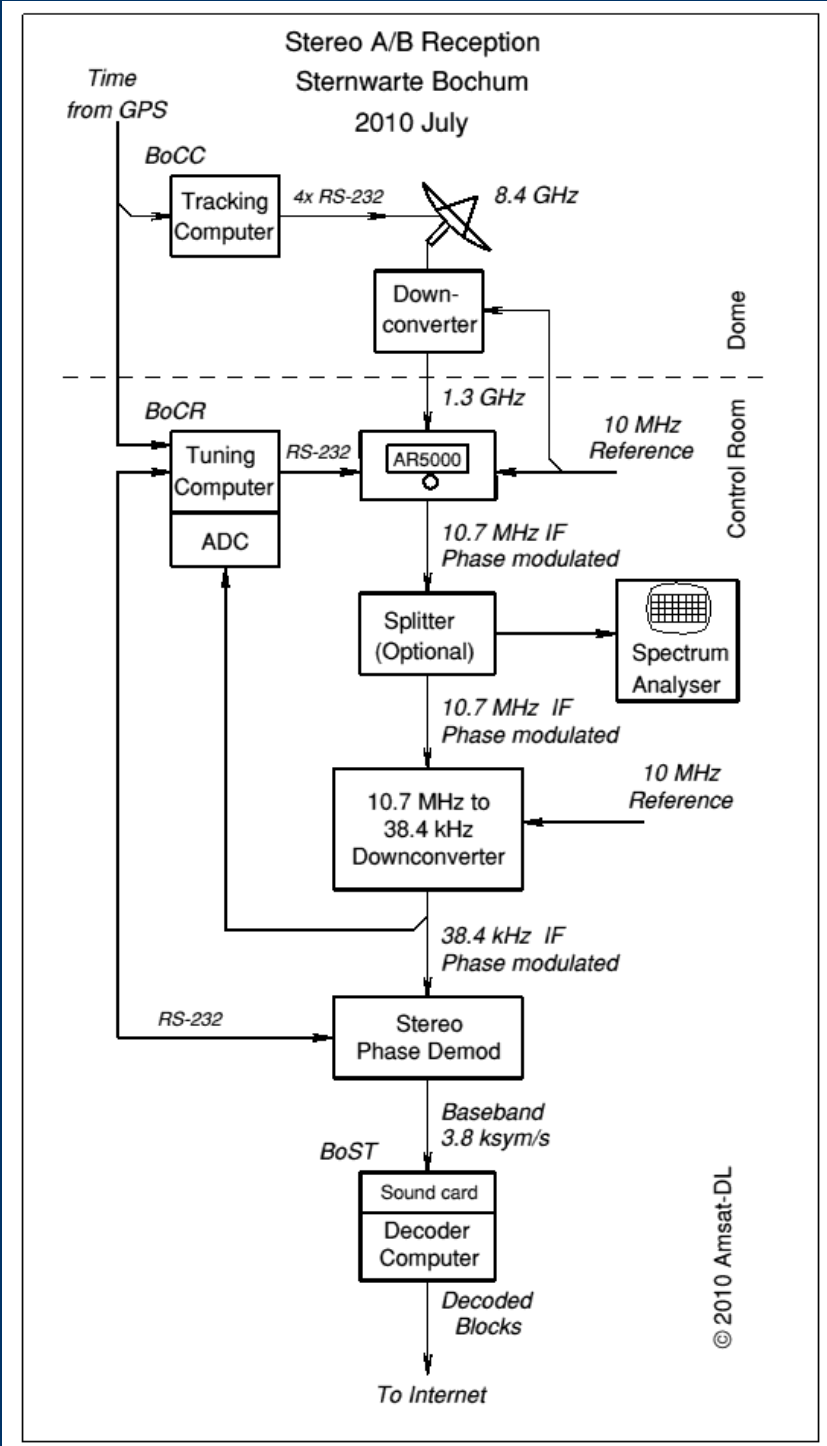 Stereo A/B Reception
Sternwarte Bochum
2010 July
Time
from GPS
BoCC
Tracking
Computer
4x RS-232
8.4 GHz
Down-
converter
Dome
1.3 GHz
BoCR
Tuning
Computer
ADC
RS-232
AR5000
10 MHz
Reference
Control Room
10.7 MHz IF
Phase modulated
Splitter
(Optional)
Spectrum
Analyser
10.7 MHz IF
Phase modulated
10.7 MHz to
38.4 kHz
Downconverter
10 MHz
Reference
38.4 kHz IF
Phase modulated
RS-232
Stereo
Phase Demod
Baseband
3.8 ksym/s
BoST
Sound card
Decoder
Computer
Decoded
Blocks
To Internet
© 2010 Amsat-DL